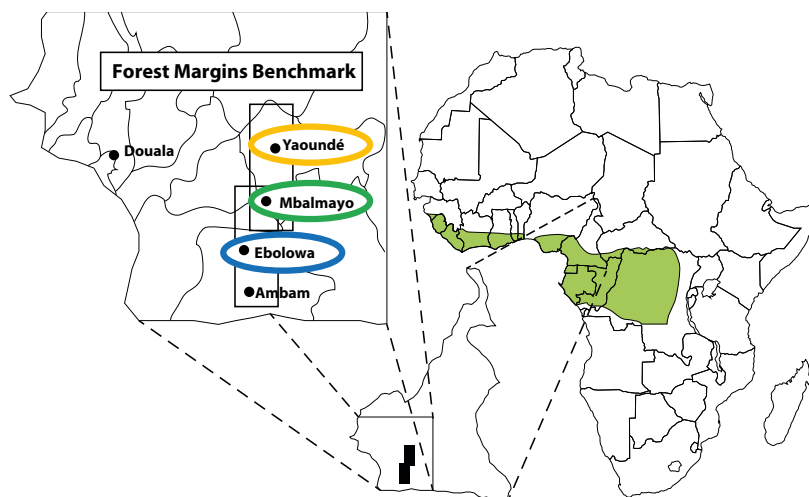 Forest Margins Benchmark
Douala
Yaoundé
Mbalmayo
Ebolowa
Ambam